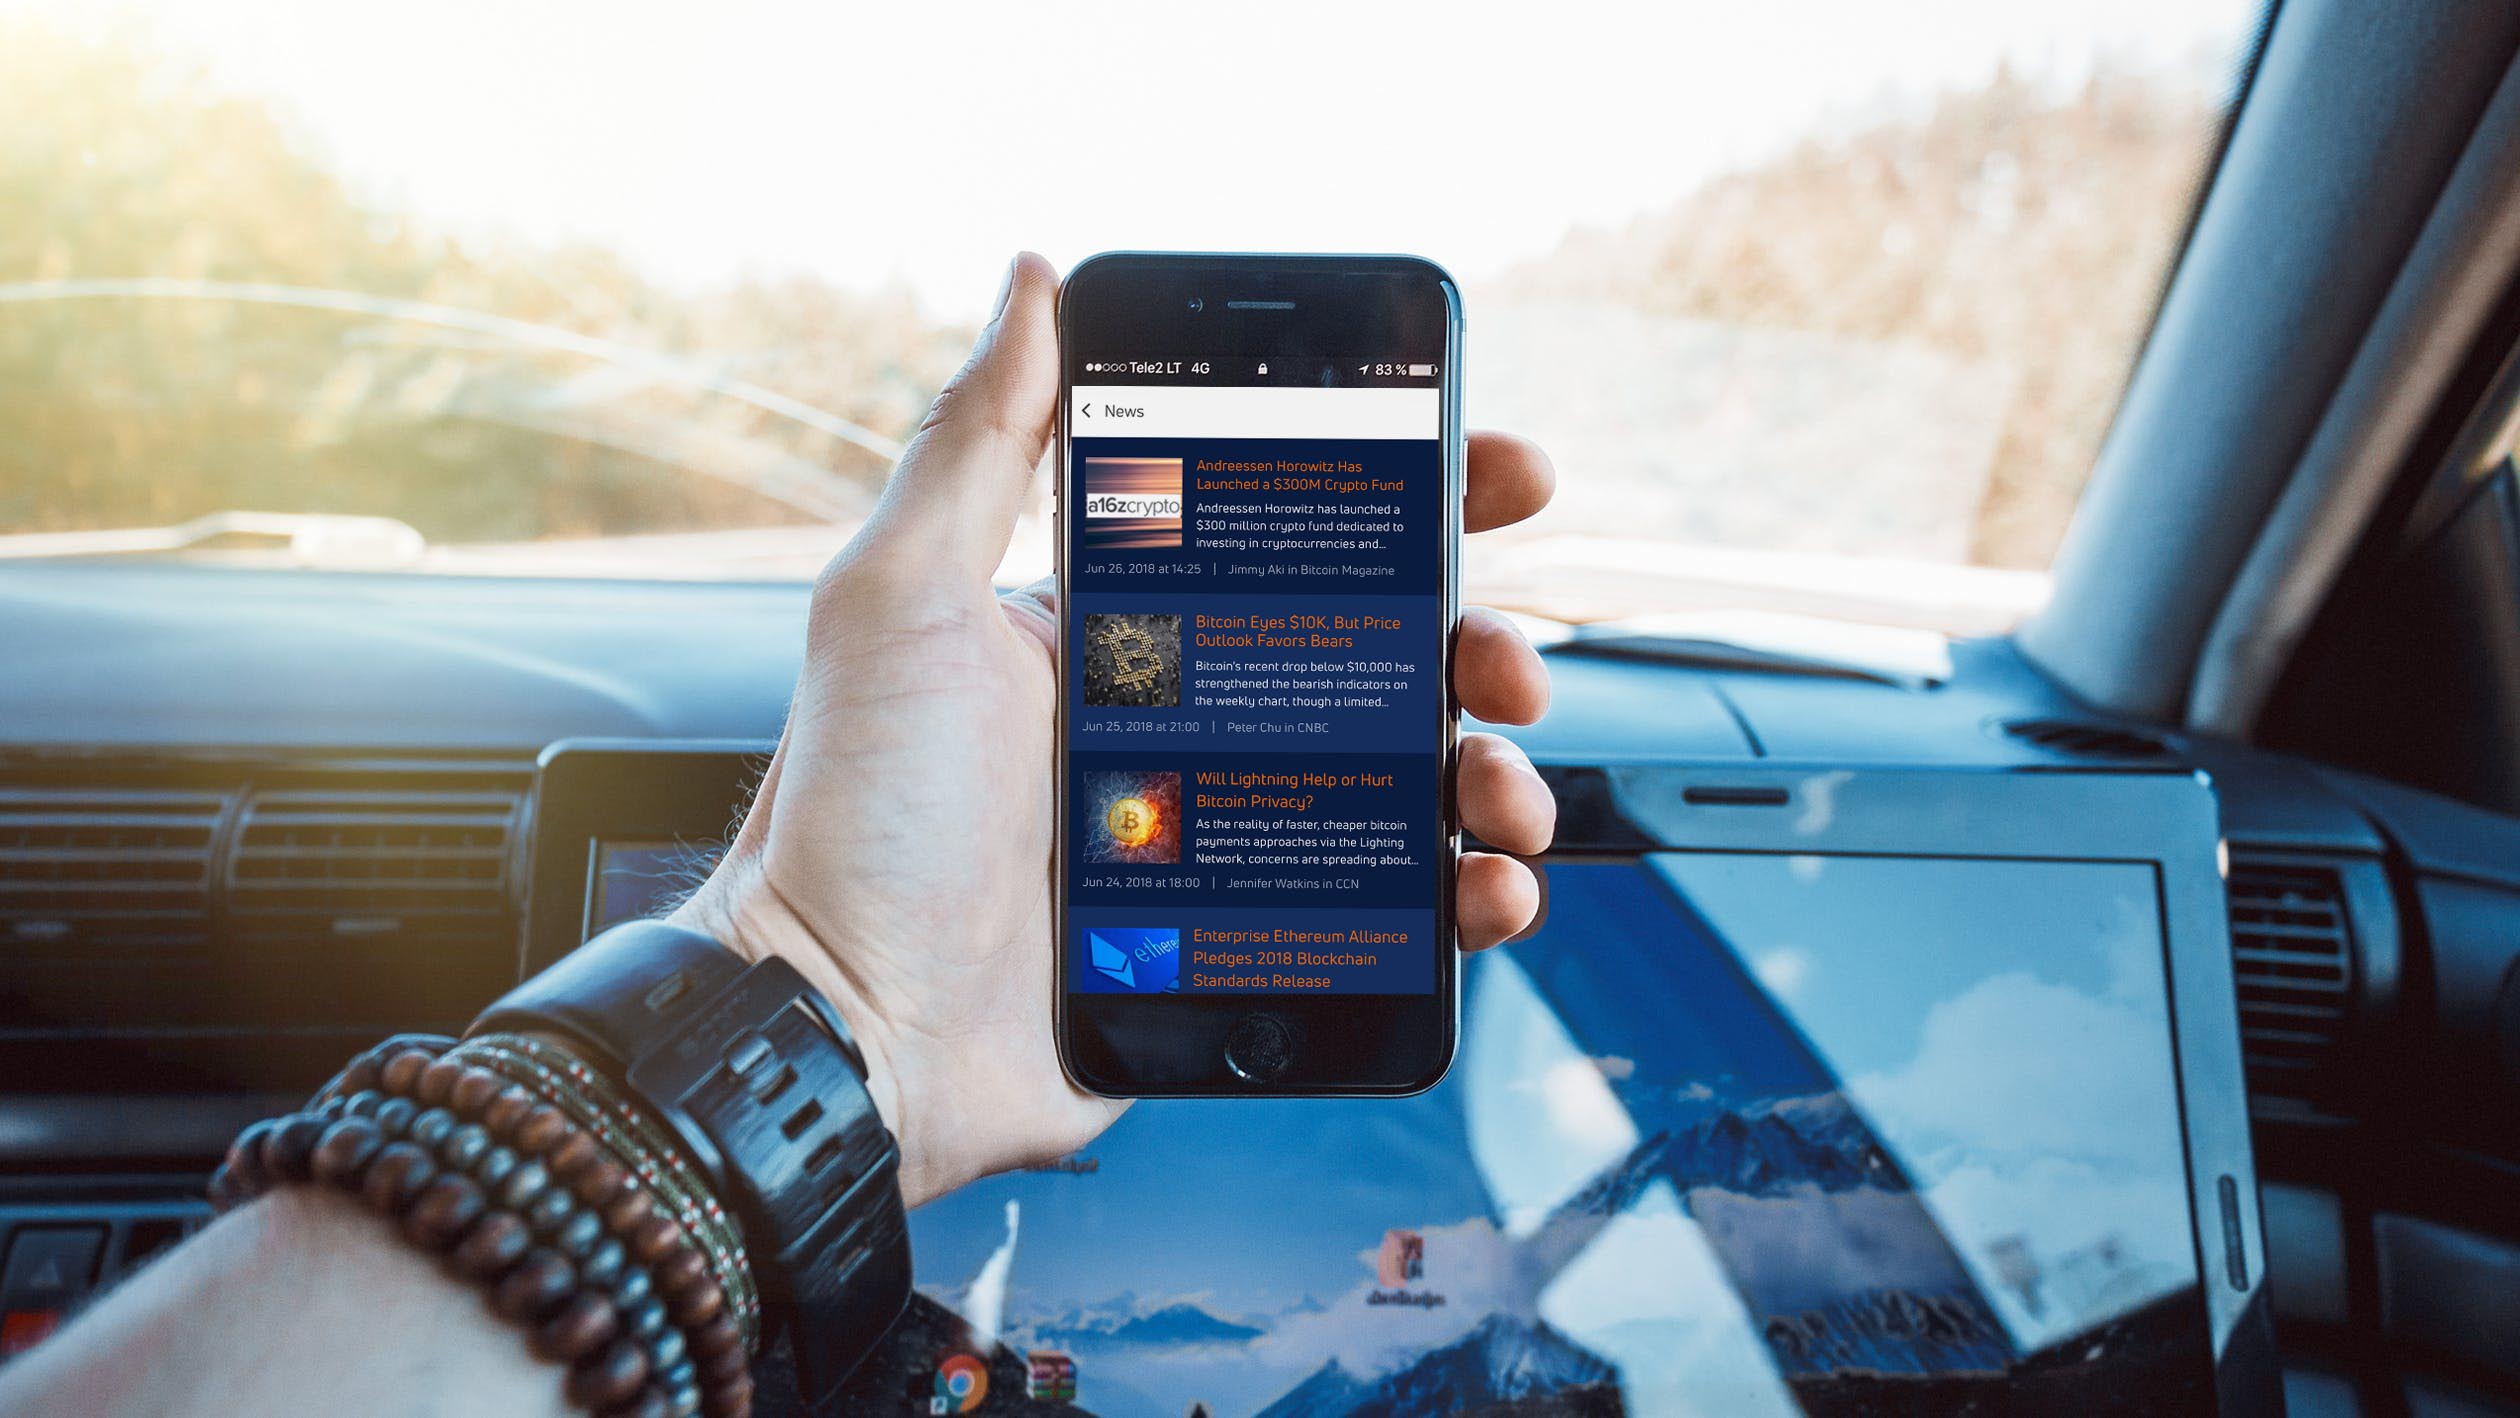 Tele2 LT 4G 83 %
News
Andreessen Horowitz Has
Launched a $300M Crypto Fund
a16zcrypto
Andreessen Horowitz has launched a
$300 million crypto fund dedicated to
investing in cryptocurrencies and...
Jun 26, 2018 at 14:25 | Jimmy Aki in Bitcoin Magazine
Bitcoin Eyes $10K, But Price
Outlook Favors Bears
Bitcoin's recent drop below $10,000 has
strengthened the bearish indicators on
the weekly chart, though a limited...
Jun 25, 2018 at 21:00 | Peter Chu in CNBC
Will Lightning Help or Hurt
Bitcoin Privacy?
As the reality of faster, cheaper bitcoin
payments approaches via the Lighting
Network, concerns are spreading about...
Jun 24, 2018 at 18:00 | Jennifer Watkins in CCN
Enterprise Ethereum Alliance
Pledges 2018 Blockchain
Standards Release